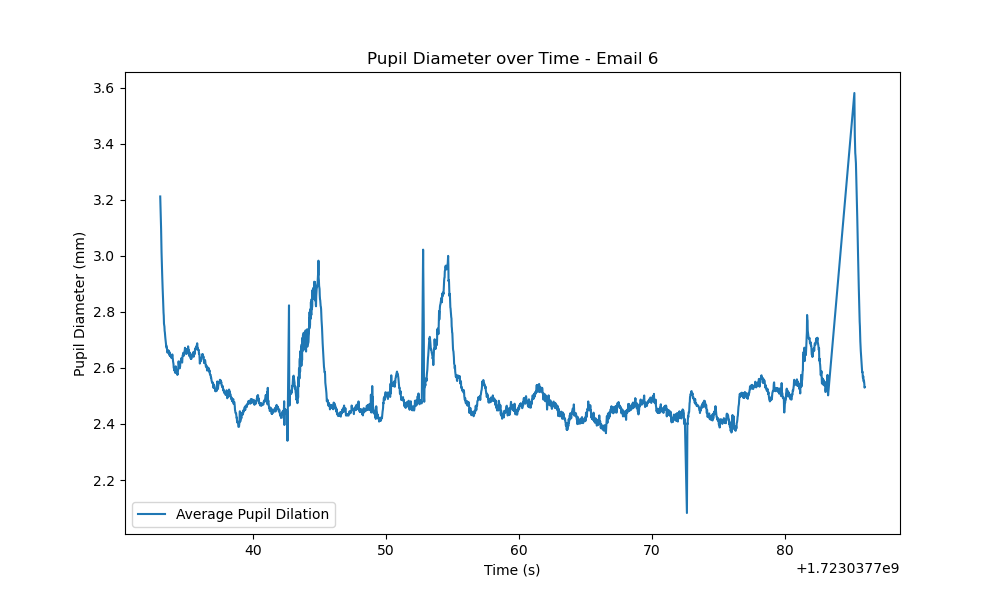 Pupil Diameter over Time - Email 6
3.6
3.4
3.2
3.0
2.8
2.6
2.4
2.2
Pupil Diameter (mm)
Average Pupil Dilation
40 50 60 70 80
Time (s)
+1.7230377e9